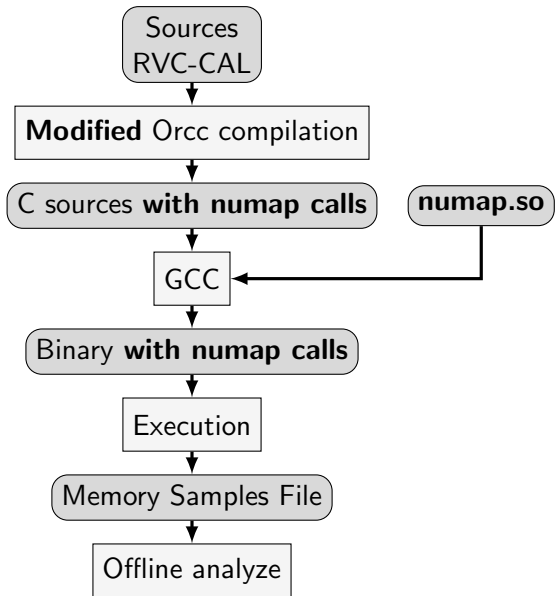 Sources
RVC-CAL
Modified Orcc compilation
C sources with numap calls
numap.so
GCC
Binary with numap calls
Execution
Memory Samples File
Offline analyze